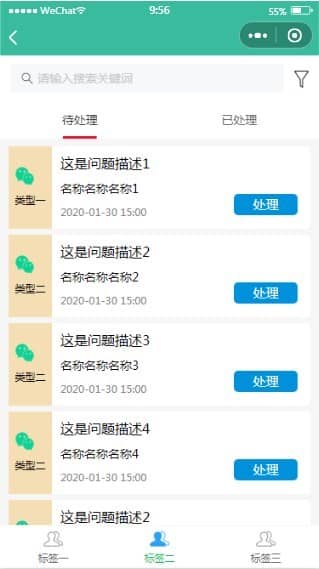 ●●●●● WeChat 9:56 55%
请输入搜索关键词
待处理 已处理
这是问题描述1
名称名称名称1
类型一
2020-01-30 15:00 处理
这是问题描述2
名称名称名称2
类型二
2020-01-30 15:00 处理
这是问题描述3
名称名称名称3
类型二
2020-01-30 15:00 处理
这是问题描述4
名称名称名称4
类型二
2020-01-30 15:00 处理
这是问题描述2
标签一 标签二 标签三